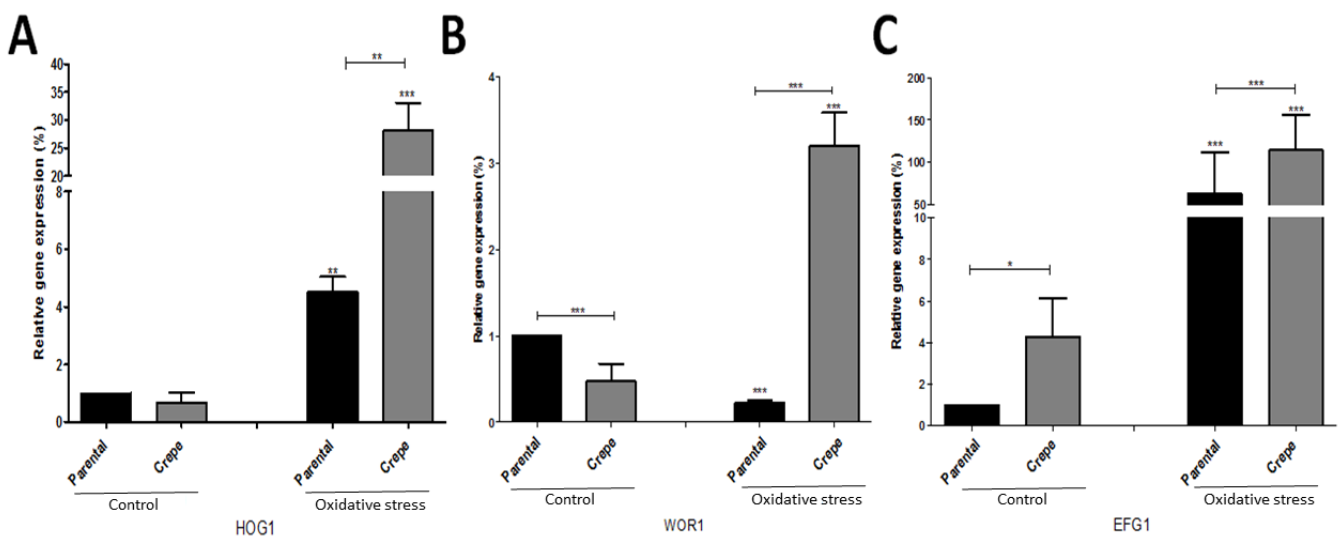 A
Relative gene expression (%)
40
35
30
25
20
8
6
4
2
0
**
***
**
Parental
Crepe
Parental
Crepe
Control
Oxidative stress
HOG1
B
Relative gene expression (%)
4
3
2
1
0
***
***
***
***
Parental
Crepe
Parental
Crepe
Control
Oxidative stress
WOR1
C
Relative gene expression (%)
200
150
100
50
10
8
6
4
2
0
***
***
***
*
Parental
Crepe
Parental
Crepe
Control
Oxidative stress
EFG1